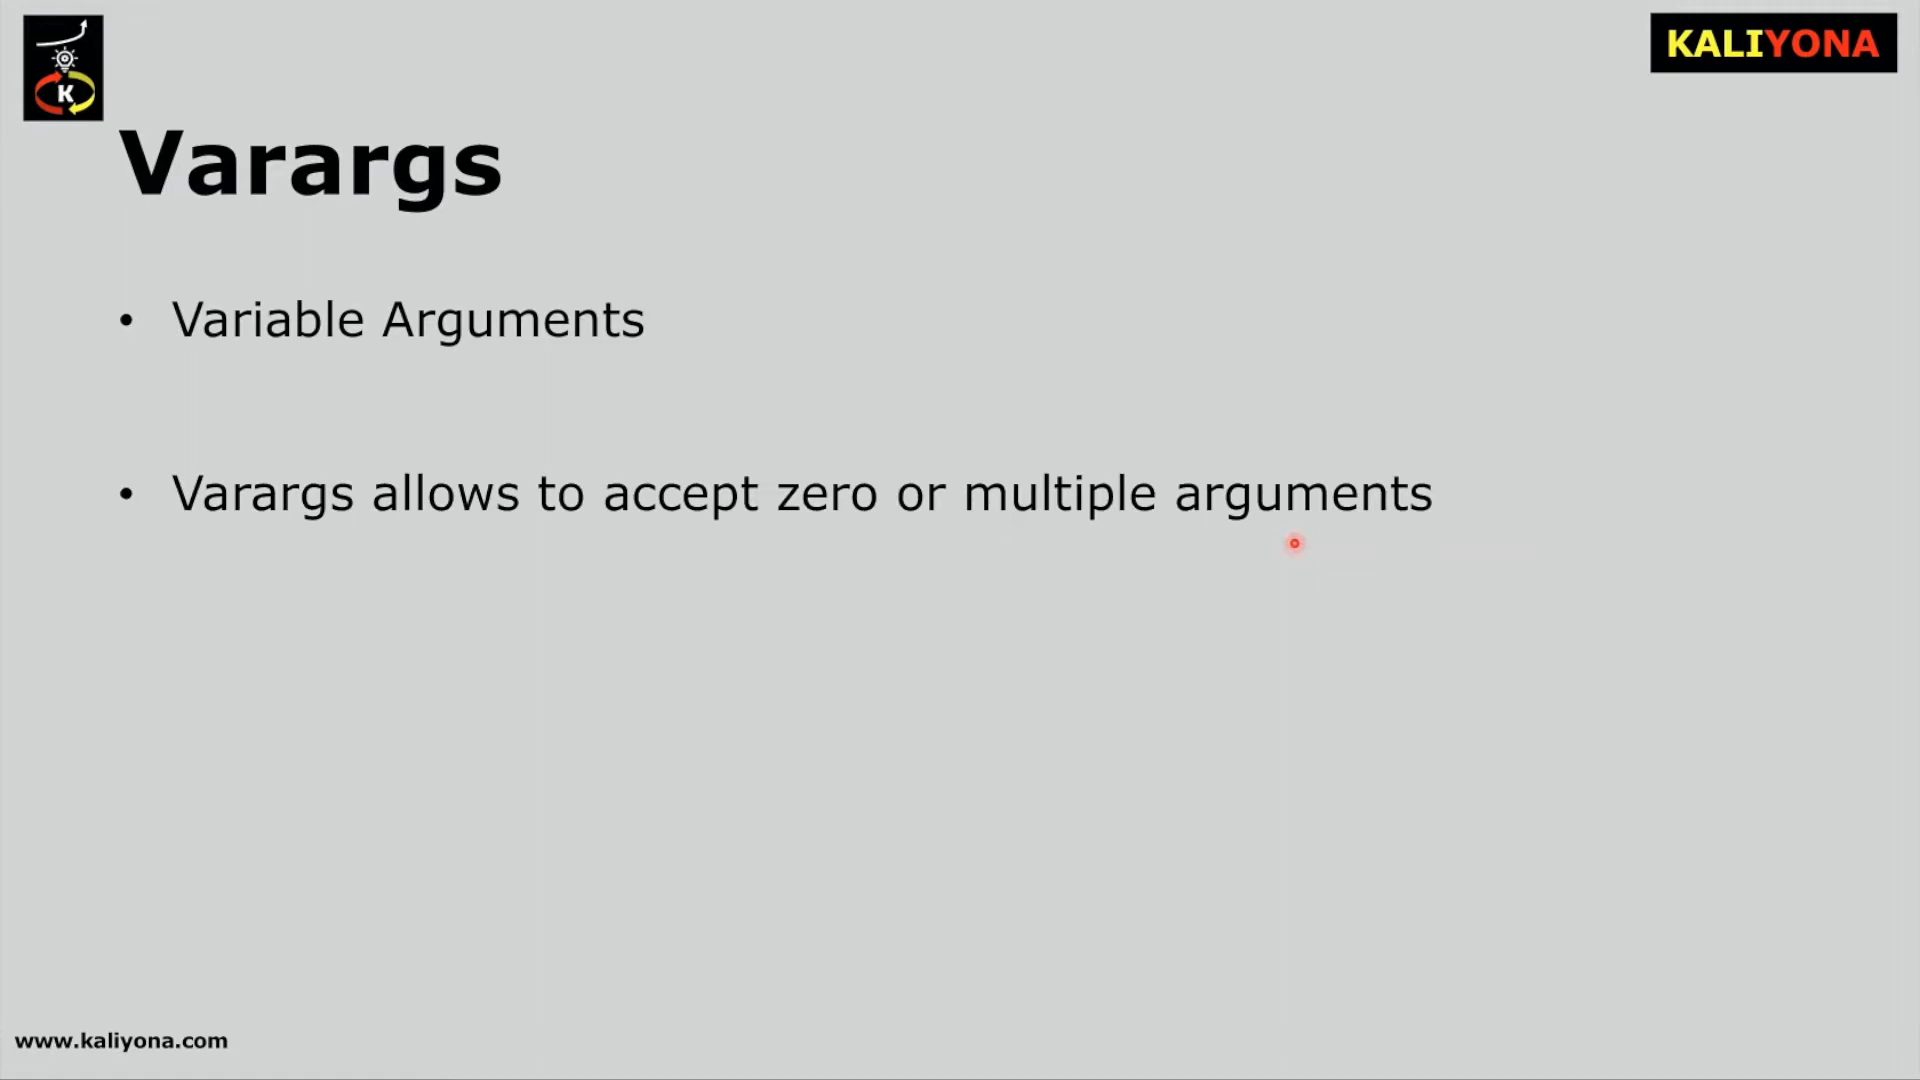 K
KALIYONA
Varargs
• Variable Arguments
• Varargs allows to accept zero or multiple arguments
www.kaliyona.com